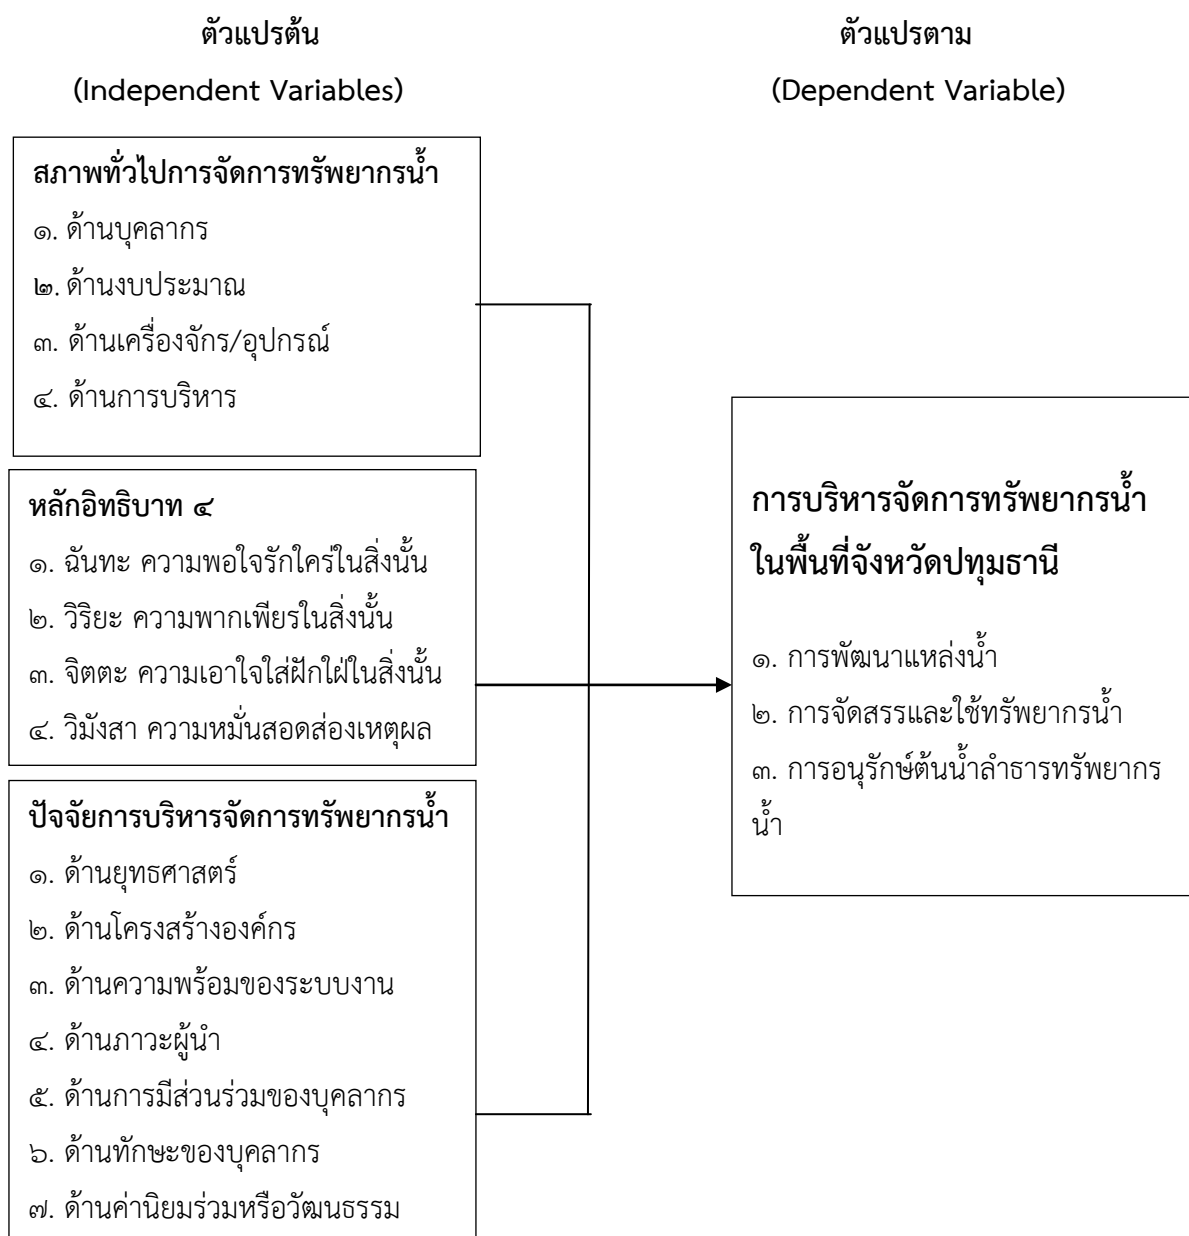 ตัวแปรต้น
(Independent Variables)
ตัวแปรตาม
(Dependent Variable)
สภาพทั่วไปการจัดการทรัพยากรน้ำ
๑. ด้านบุคลากร
๒. ด้านงบประมาณ
๓. ด้านเครื่องจักร/อุปกรณ์
๔. ด้านการบริหาร
หลักอิทธิบาท ๔
๑. ฉันทะ ความพอใจรักใคร่ในสิ่งนั้น
๒. วิริยะ ความพากเพียรในสิ่งนั้น
๓. จิตตะ ความเอาใจใส่ฝักใฝ่ในสิ่งนั้น
๔. วิมังสา ความหมั่นสอดส่องเหตุผล
ปัจจัยการบริหารจัดการทรัพยากรน้ำ
๑. ด้านยุทธศาสตร์
๒. ด้านโครงสร้างองค์กร
๓. ด้านความพร้อมของระบบงาน
๔. ด้านภาวะผู้นำ
๕. ด้านการมีส่วนร่วมของบุคลากร
๖. ด้านทักษะของบุคลากร
๗. ด้านค่านิยมร่วมหรือวัฒนธรรม
การบริหารจัดการทรัพยากรน้ำ
ในพื้นที่จังหวัดปทุมธานี
๑. การพัฒนาแหล่งน้ำ
๒. การจัดสรรและใช้ทรัพยากรน้ำ
๓. การอนุรักษ์ต้นน้ำลำธารทรัพยากร
น้ำ